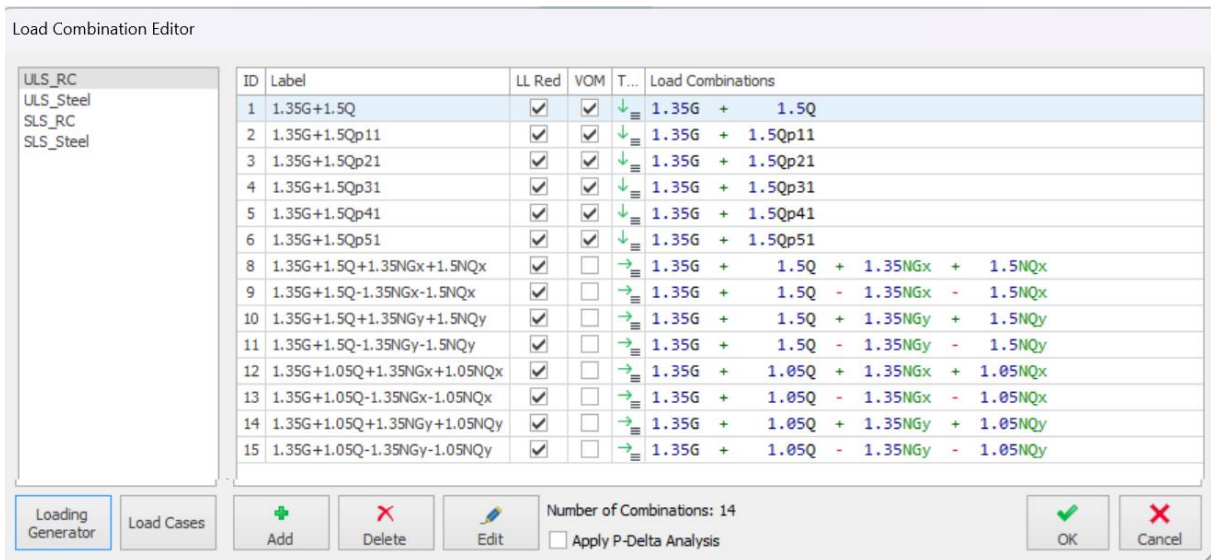 Load Combination Editor
ULS_RC
ULS_Steel
SLS_RC
SLS_Steel
ID Label LL Red VOM T... Load Combinations
1 1.35G+1.5Q 1.35G + 1.5Q
2 1.35G+1.5Qp11 1.35G + 1.5Qp11
3 1.35G+1.5Qp21 1.35G + 1.5Qp21
4 1.35G+1.5Qp31 1.35G + 1.5Qp31
5 1.35G+1.5Qp41 1.35G + 1.5Qp41
6 1.35G+1.5Qp51 1.35G + 1.5Qp51
8 1.35G+1.5Q+1.35NGx+1.5NQx 1.35G + 1.5Q + 1.35NGx + 1.5NQx
9 1.35G+1.5Q-1.35NGx-1.5NQx 1.35G + 1.5Q - 1.35NGx - 1.5NQx
10 1.35G+1.5Q+1.35NGy+1.5NQy 1.35G + 1.5Q + 1.35NGy + 1.5NQy
11 1.35G+1.5Q-1.35NGy-1.5NQy 1.35G + 1.5Q - 1.35NGy - 1.5NQy
12 1.35G+1.05Q+1.35NGx+1.05NQx 1.35G + 1.05Q + 1.35NGx + 1.05NQx
13 1.35G+1.05Q-1.35NGx-1.05NQx 1.35G + 1.05Q - 1.35NGx - 1.05NQx
14 1.35G+1.05Q+1.35NGy+1.05NQy 1.35G + 1.05Q + 1.35NGy + 1.05NQy
15 1.35G+1.05Q-1.35NGy-1.05NQy 1.35G + 1.05Q - 1.35NGy - 1.05NQy
Loading
Generator
Load Cases
Add
Delete
Edit
Number of Combinations: 14
Apply P-Delta Analysis
OK
Cancel